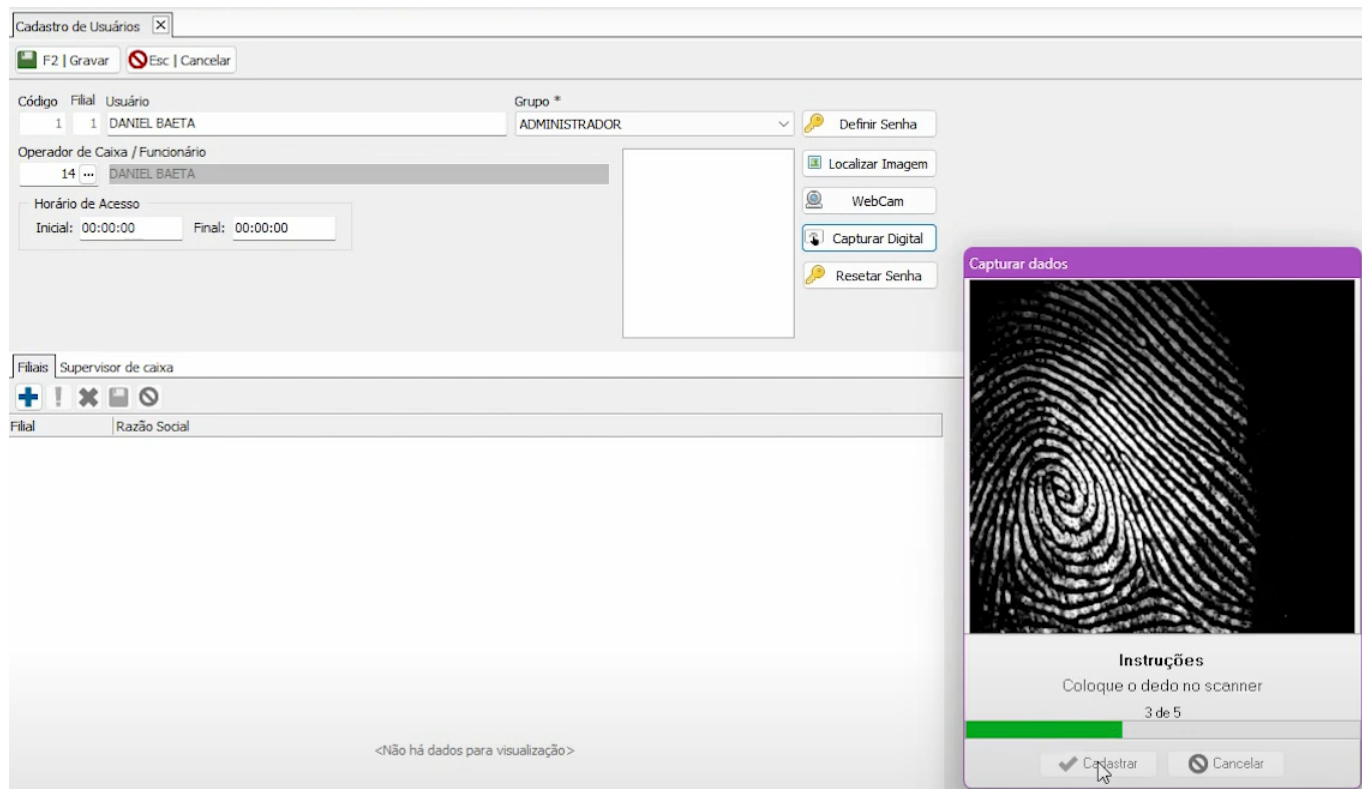 Cadastro de Usuários
F2 | Gravar Esc | Cancelar
Código Filial Usuário Grupo *
1 1 DANIEL BAETA ADMINISTRADOR Definir Senha
Operador de Caixa / Funcionário
14 ... DANIEL BAETA Localizar Imagem
Horário de Acesso WebCam
Inicial: 00:00:00 Final: 00:00:00 Capturar Digital
Resetar Senha
Capturar dados
Filiais Supervisor de caixa
Filial Razão Social
<Não há dados para visualização>
Instruções
Coloque o dedo no scanner
3 de 5
Cadastrar Cancelar